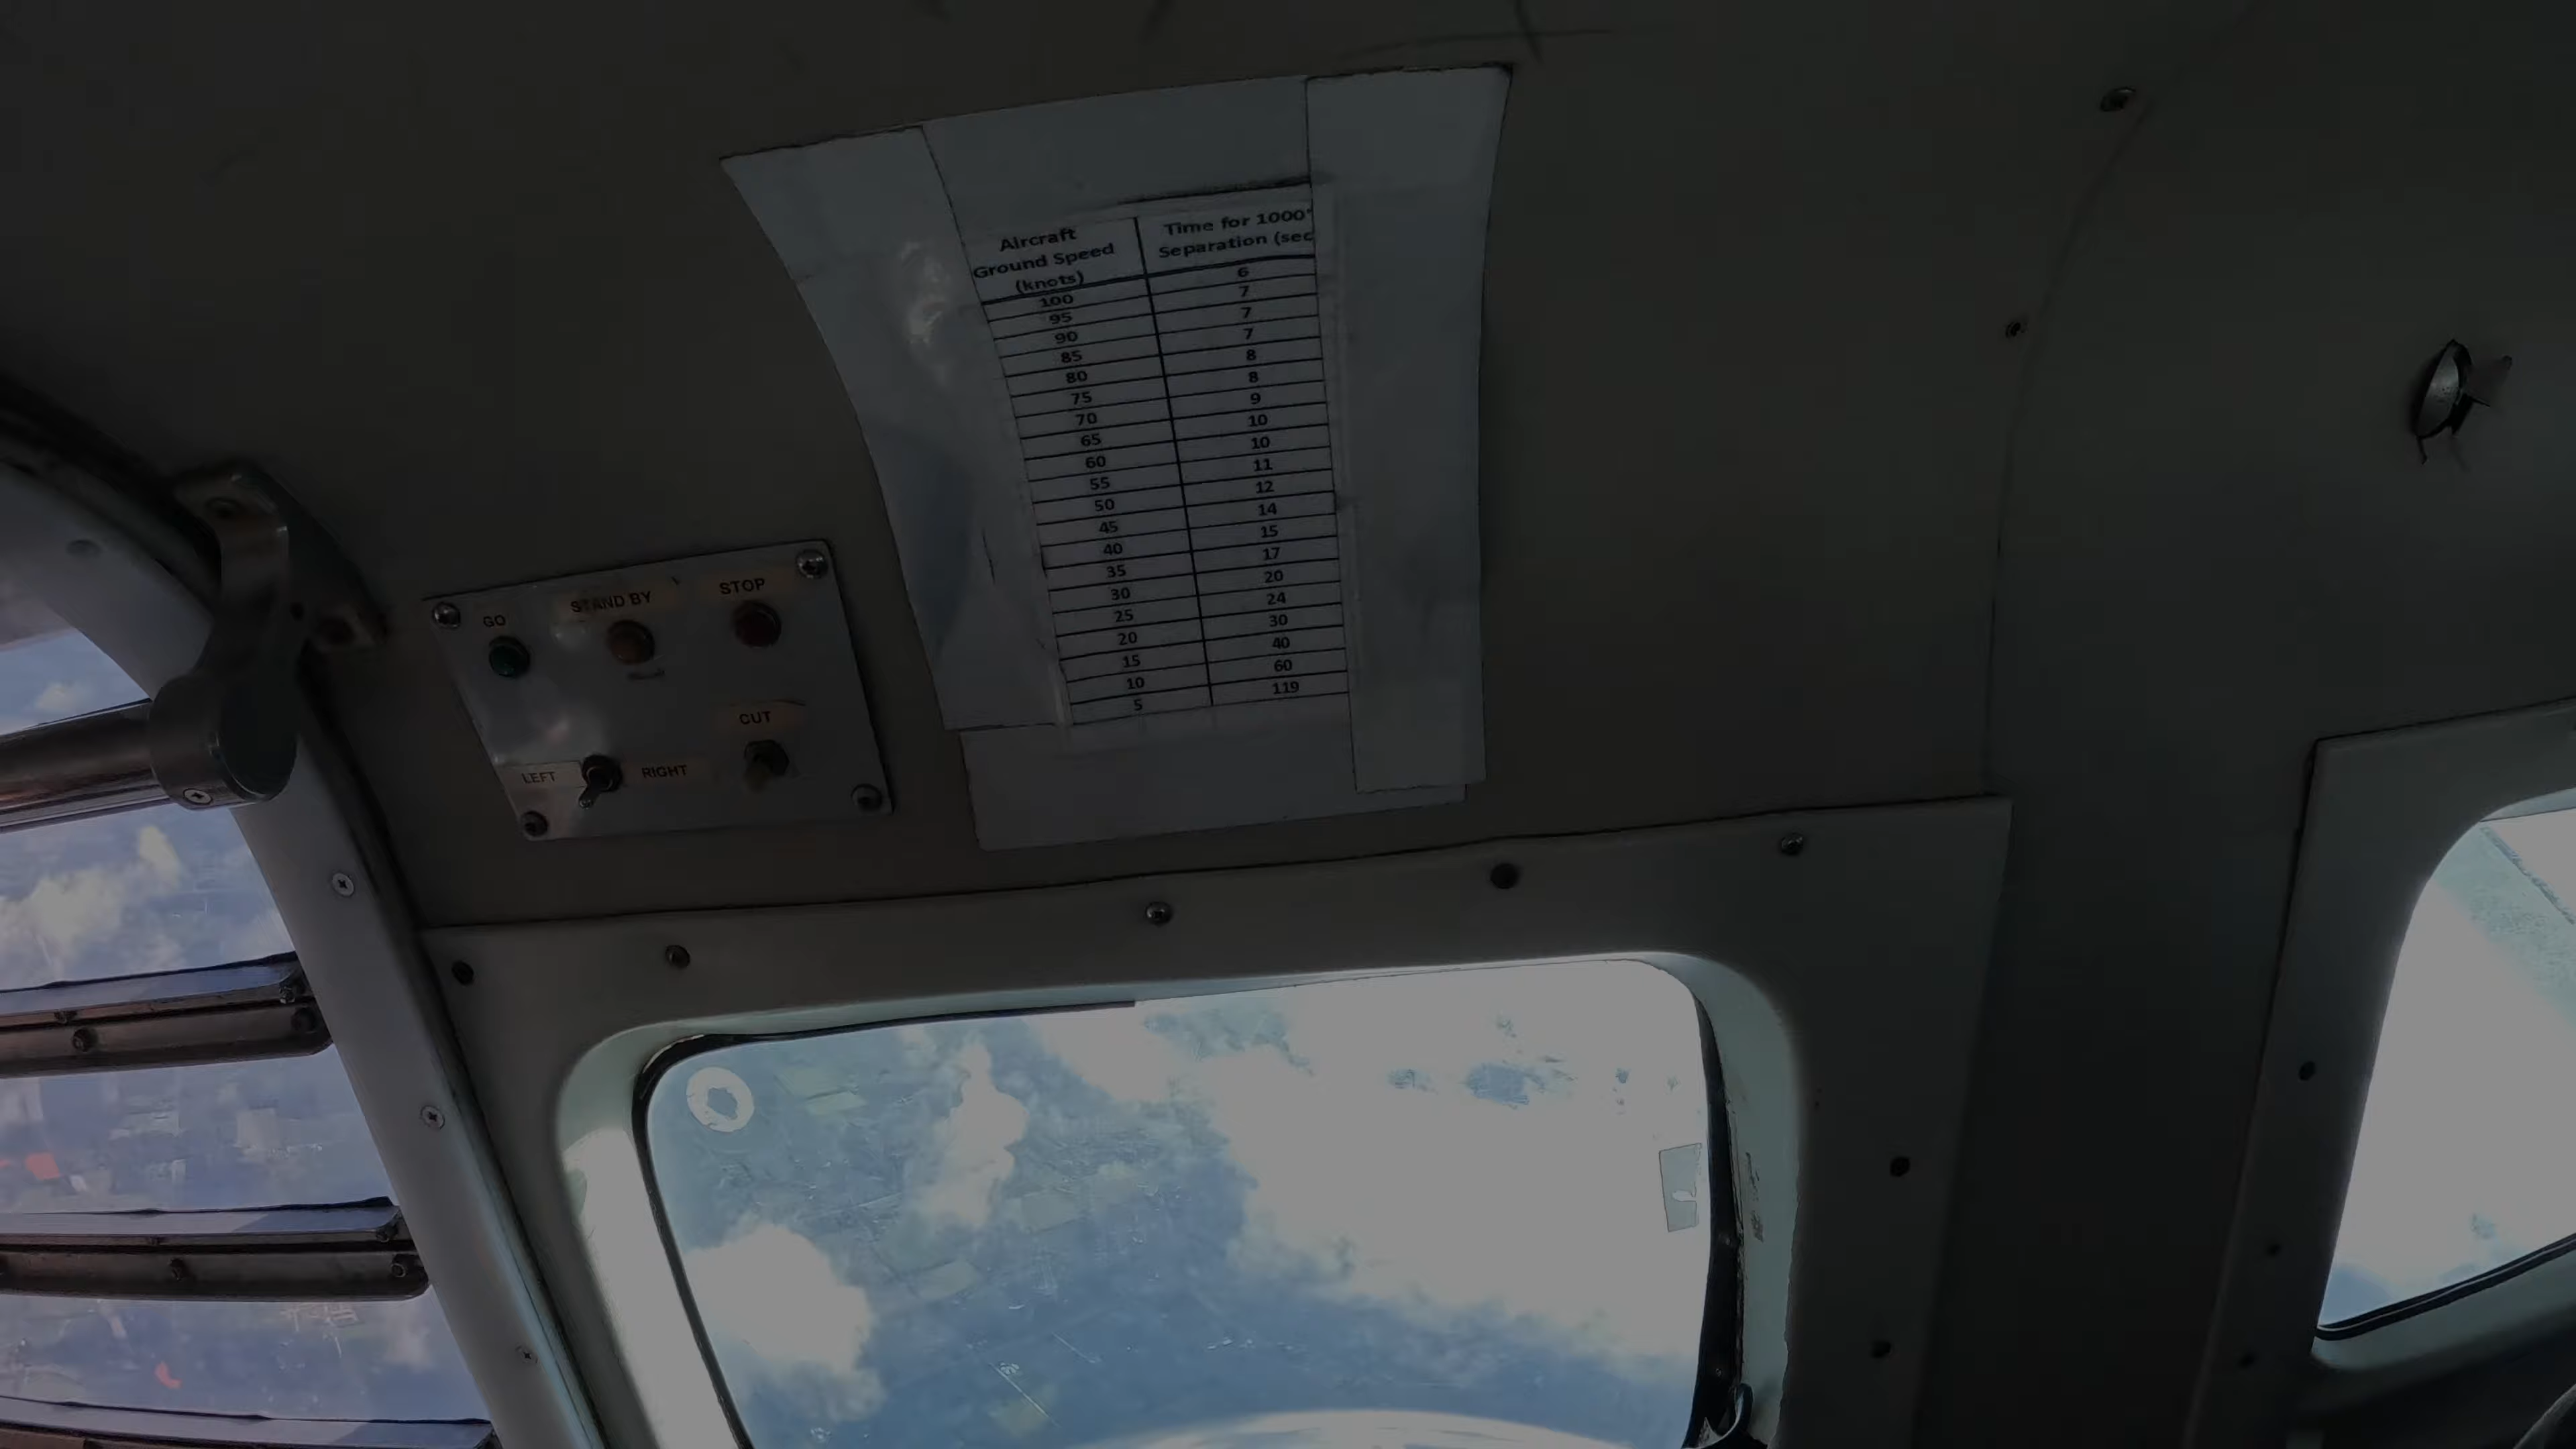 Aircraft
Ground Speed
(knots)
Time for 1000'
Separation (sec
100 6
95 7
90 7
85 7
80 8
75 8
70 9
65 10
60 10
55 11
50 12
45 14
40 15
35 17
30 20
25 24
20 30
15 40
10 60
5 119
GO
STAND BY
STOP
CUT
LEFT
RIGHT